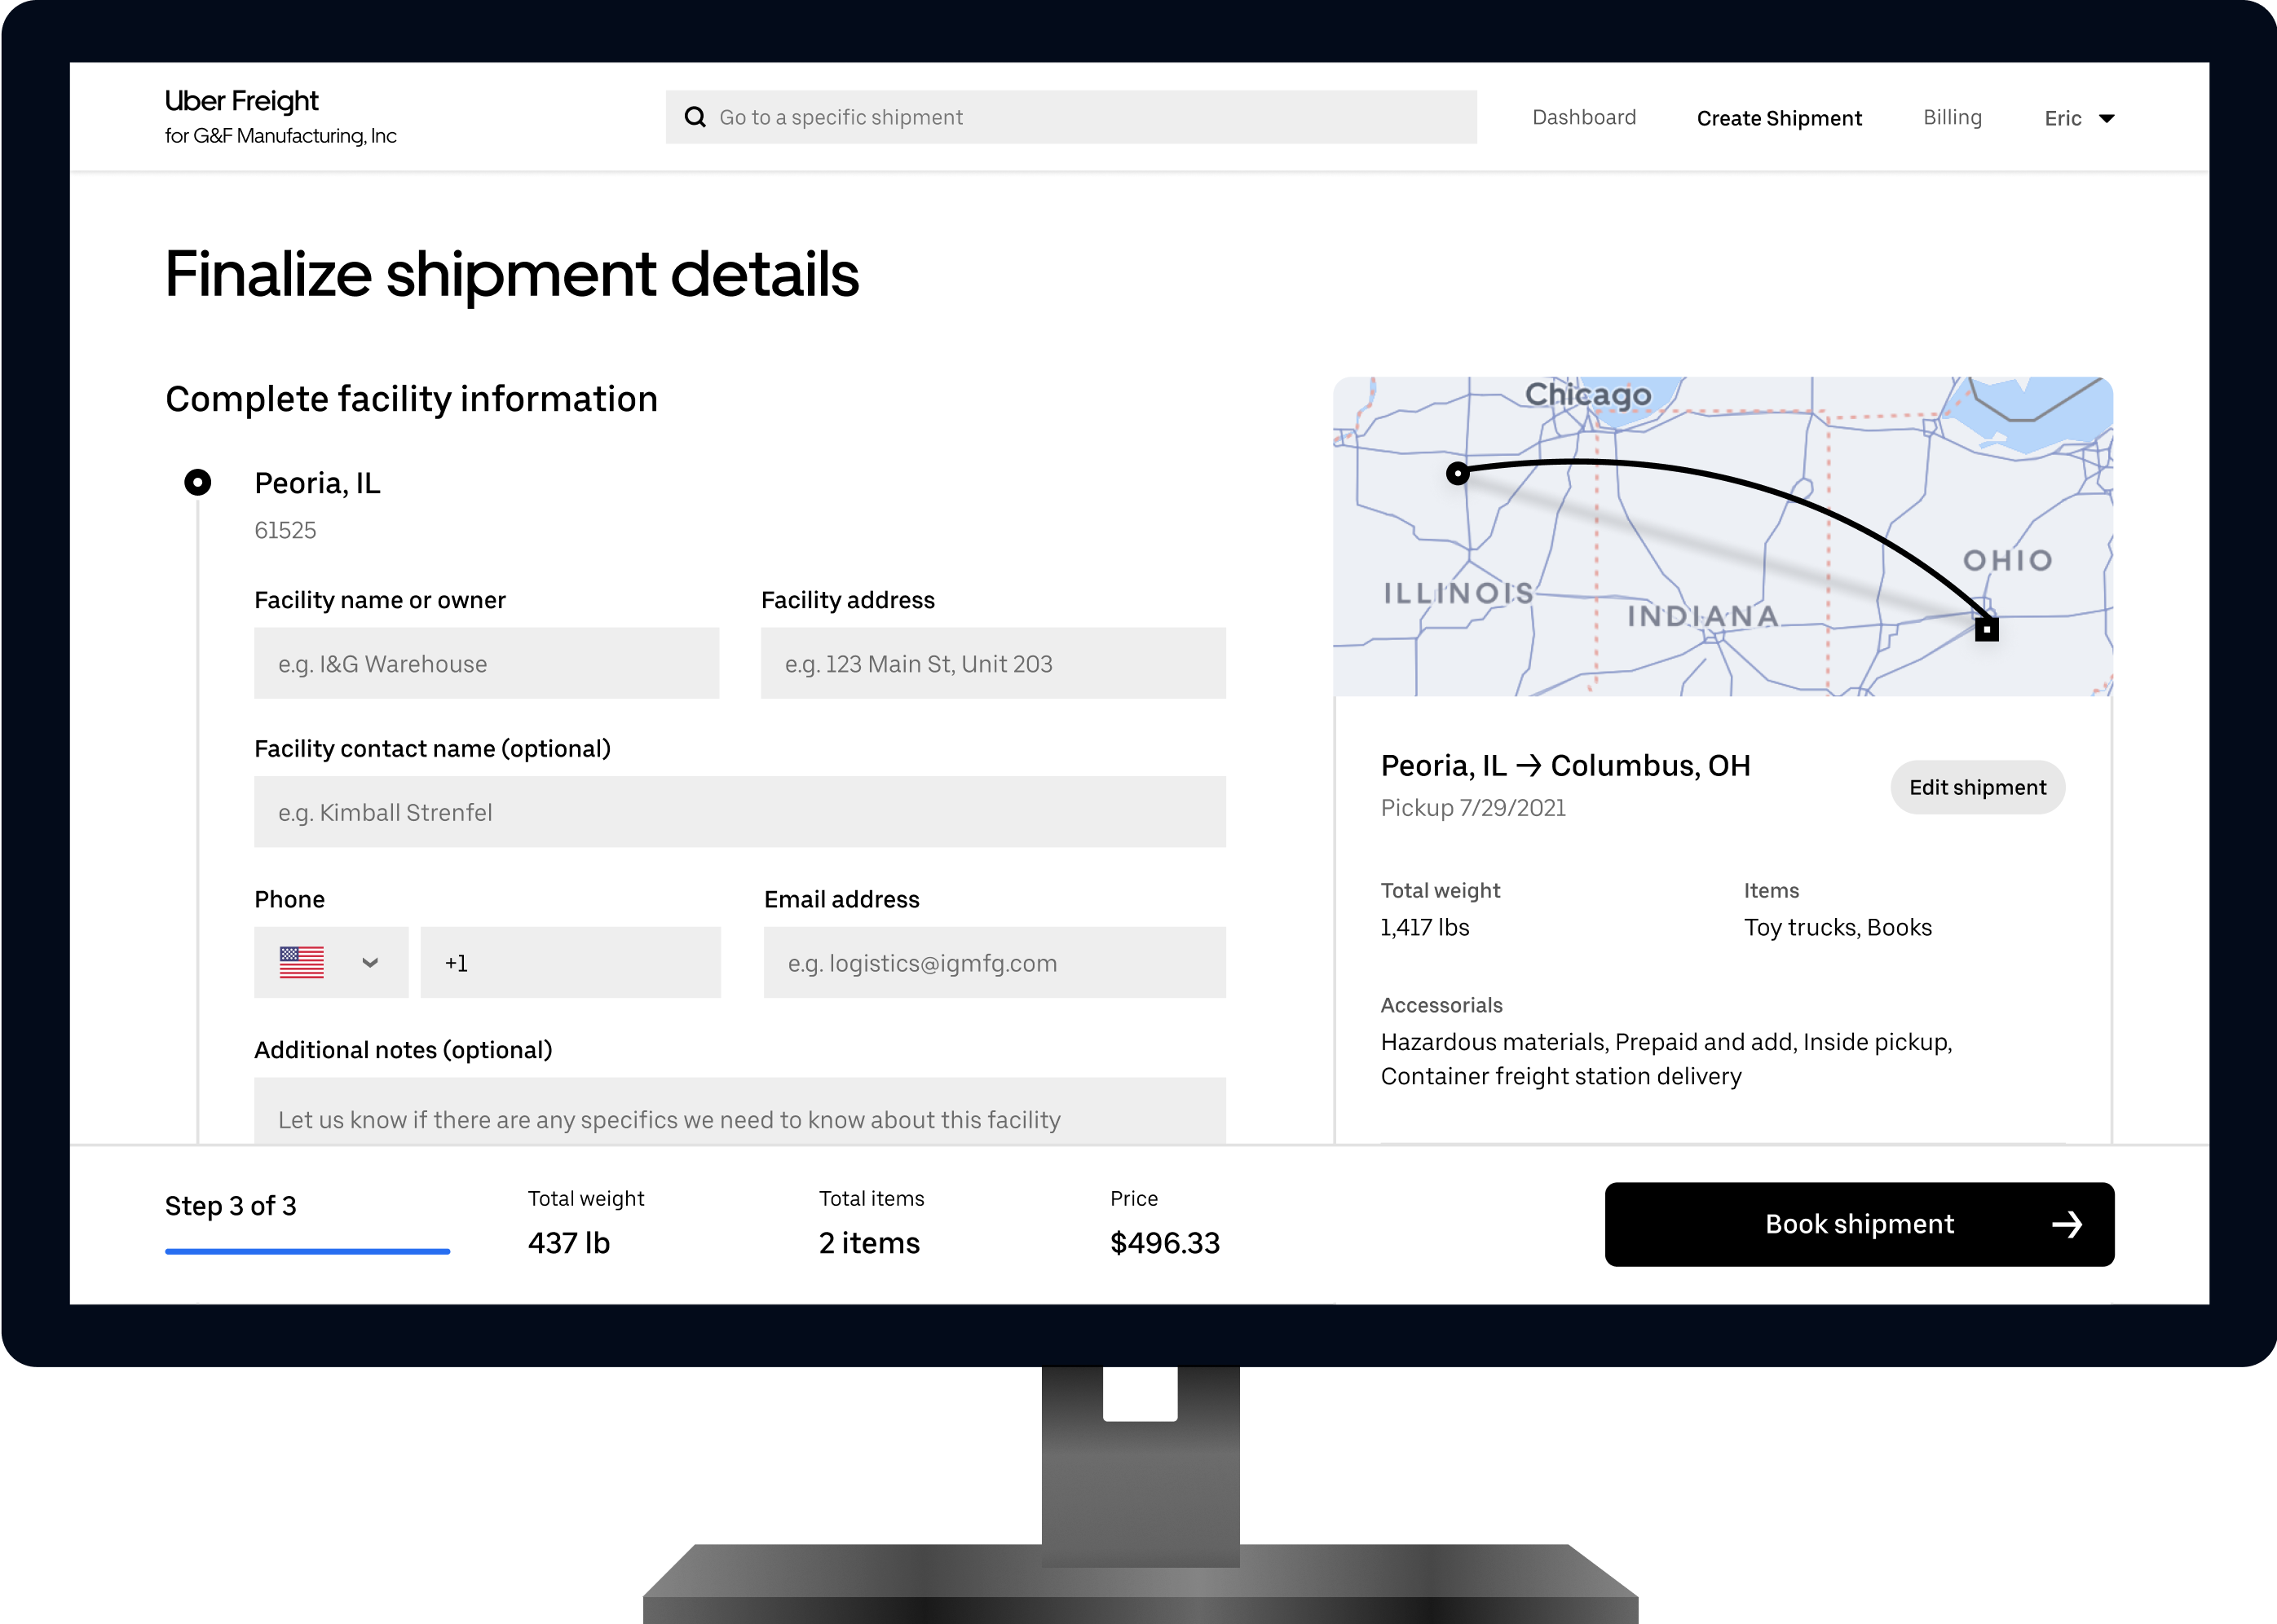 Uber Freight
for G&F Manufacturing, Inc
Go to a specific shipment
Dashboard
Create Shipment
Billing
Eric
Finalize shipment details
Complete facility information
Peoria, IL
61525
Facility name or owner
Facility address
e.g. I&G Warehouse
e.g. 123 Main St, Unit 203
Facility contact name (optional)
e.g. Kimball Strenfel
Phone
Email address
+1
e.g. logistics@igmfg.com
Additional notes (optional)
Let us know if there are any specifics we need to know about this facility
Chicago
OHIO
ILLINOIS
INDIANA
Peoria, IL → Columbus, OH
Pickup 7/29/2021
Edit shipment
Total weight
Items
1,417 lbs
Toy trucks, Books
Accessorials
Hazardous materials, Prepaid and add, Inside pickup,
Container freight station delivery
Step 3 of 3
Total weight
437 lb
Total items
2 items
Price
$496.33
Book shipment →